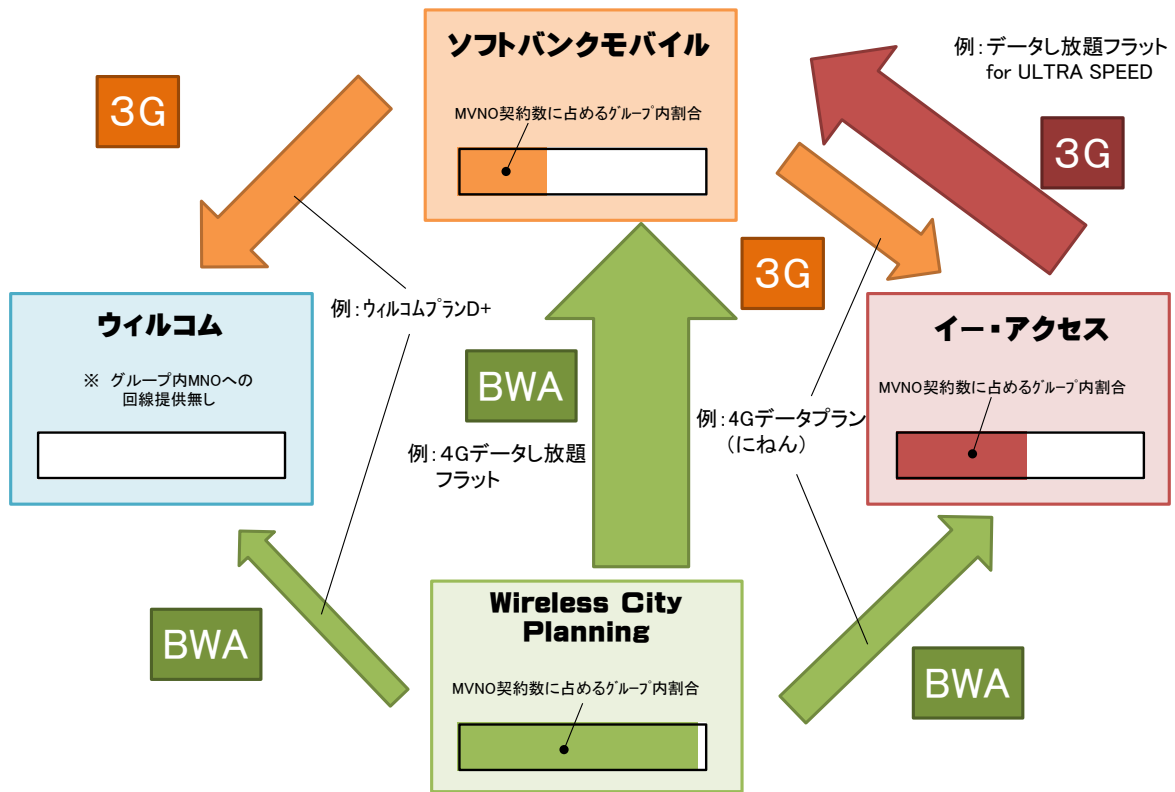 ソフトバンクモバイル
MVNO契約数に占めるグループ内割合
3G
例：データし放題フラット
for ULTRA SPEED
3G
3G
ウィルコム
※ グループ内MNOへの
回線提供無し
例：ウィルコムプランD+
BWA
例：4Gデータし放題
フラット
例：4Gデータプラン
（にねん）
イー・アクセス
MVNO契約数に占めるグループ内割合
BWA
Wireless City
Planning
MVNO契約数に占めるグループ内割合
BWA